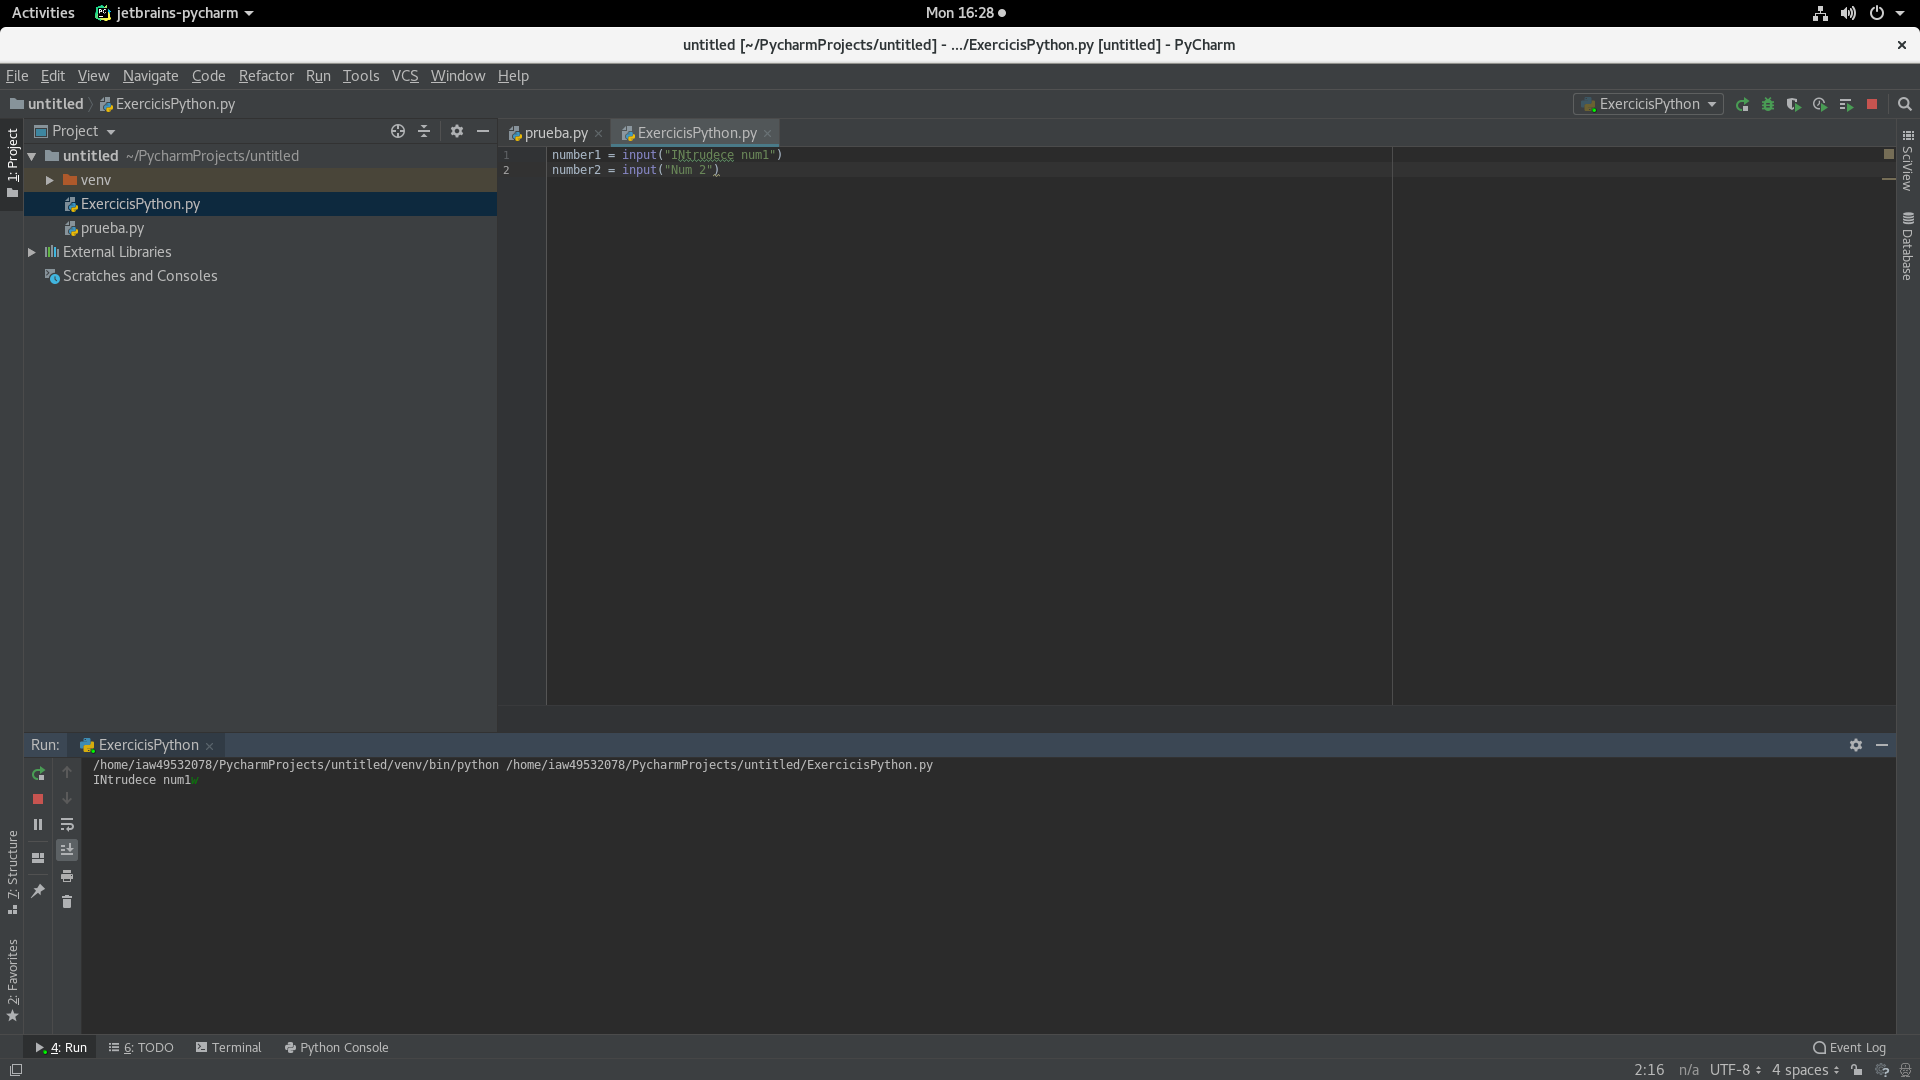 Activities
jetbrains-pycharm
Mon 16:28
untitled [~/PycharmProjects/untitled] - .../ExercicisPython.py [untitled] - PyCharm
File Edit View Navigate Code Refactor Run Tools VCS Window Help
untitled ExercicisPython.py
ExercicisPython
1: Project
Project
untitled ~/PycharmProjects/untitled
venv
ExercicisPython.py
prueba.py
External Libraries
Scratches and Consoles
prueba.py
ExercicisPython.py
1 number1 = input("INtrudece num1")
2 number2 = input("Num 2")
SciView
Database
Run: ExercicisPython
/home/iaw49532078/PycharmProjects/untitled/venv/bin/python /home/iaw49532078/PycharmProjects/untitled/ExercicisPython.py
INtrudece num1w
7: Structure
2: Favorites
4: Run
6: TODO
Terminal
Python Console
Event Log
2:16 n/a UTF-8 4 spaces